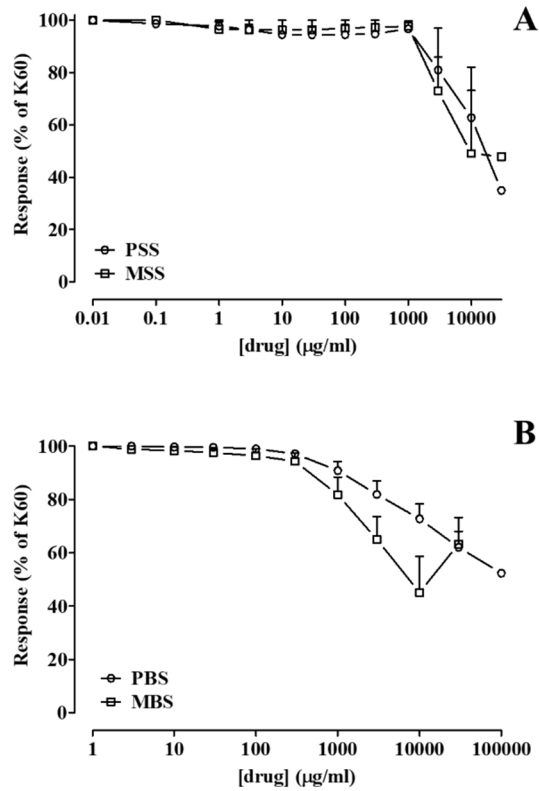 A
100
80
60
40
20
0
Response (% of K60)
PSS
MSS
0.01 0.1 1 10 100 1000 10000
[drug] (μg/ml)
B
100
80
60
40
20
0
Response (% of K60)
PBS
MBS
1 10 100 1000 10000 100000
[drug] (μg/ml)